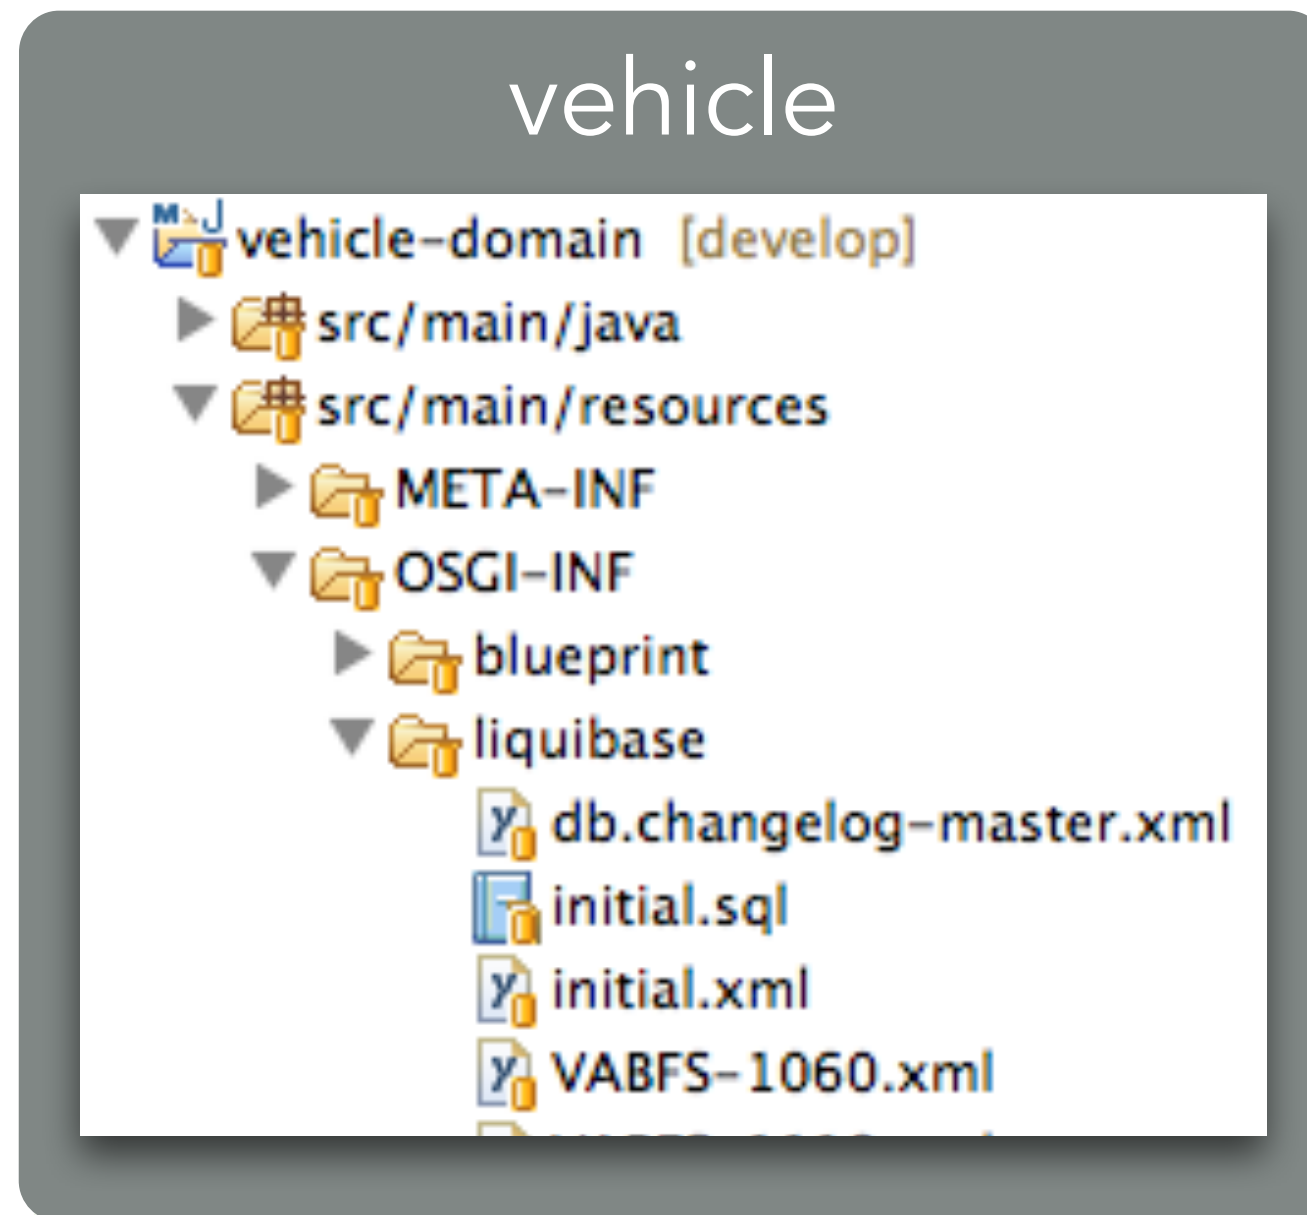 vehicle
vehicle-domain [develop]
src/main/java
src/main/resources
META-INF
OSGI-INF
blueprint
liquibase
db.changelog-master.xml
initial.sql
initial.xml
VABFS-1060.xml